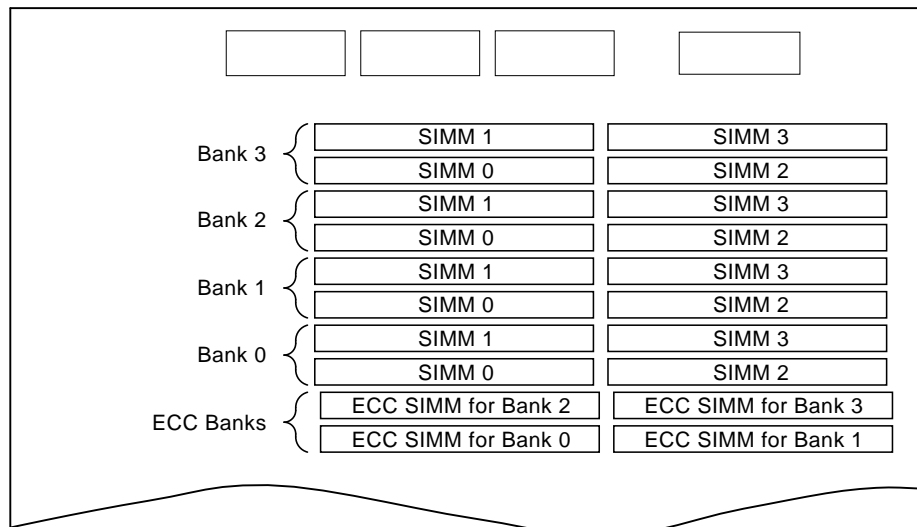 Bank 3
SIMM 1 SIMM 3
SIMM 0 SIMM 2
Bank 2
SIMM 1 SIMM 3
SIMM 0 SIMM 2
Bank 1
SIMM 1 SIMM 3
SIMM 0 SIMM 2
Bank 0
SIMM 1 SIMM 3
SIMM 0 SIMM 2
ECC Banks
ECC SIMM for Bank 2 ECC SIMM for Bank 3
ECC SIMM for Bank 0 ECC SIMM for Bank 1